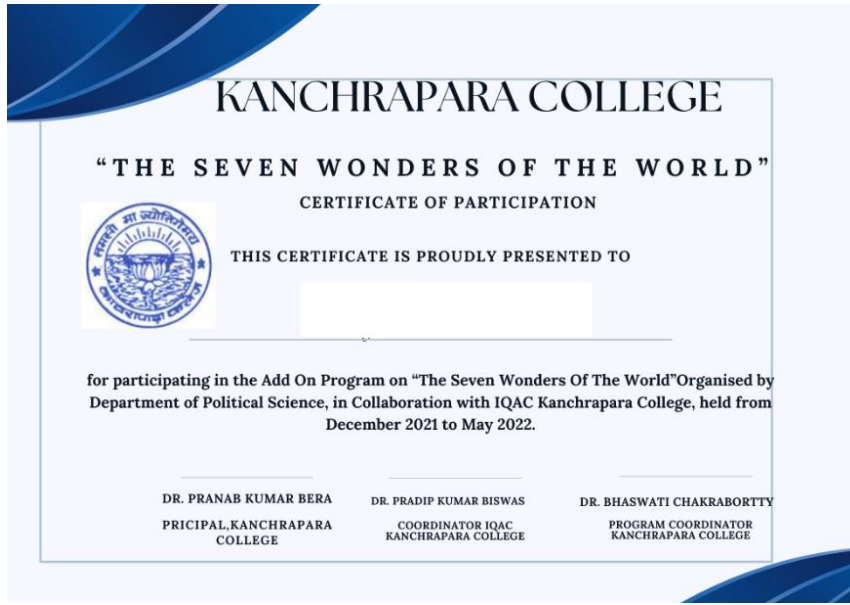 KANCHRAPARA COLLEGE
“THE SEVEN WONDERS OF THE WORLD”
CERTIFICATE OF PARTICIPATION
THIS CERTIFICATE IS PROUDLY PRESENTED TO
for participating in the Add On Program on “The Seven Wonders Of The World”Organised by
Department of Political Science, in Collaboration with IQAC Kanchrapara College, held from
December 2021 to May 2022.
DR. PRANAB KUMAR BERA
PRICIPAL,KANCHRAPARA
COLLEGE
DR. PRADIP KUMAR BISWAS
COORDINATOR IQAC
KANCHRAPARA COLLEGE
DR. BHASWATI CHAKRABORTTY
PROGRAM COORDINATOR
KANCHRAPARA COLLEGE